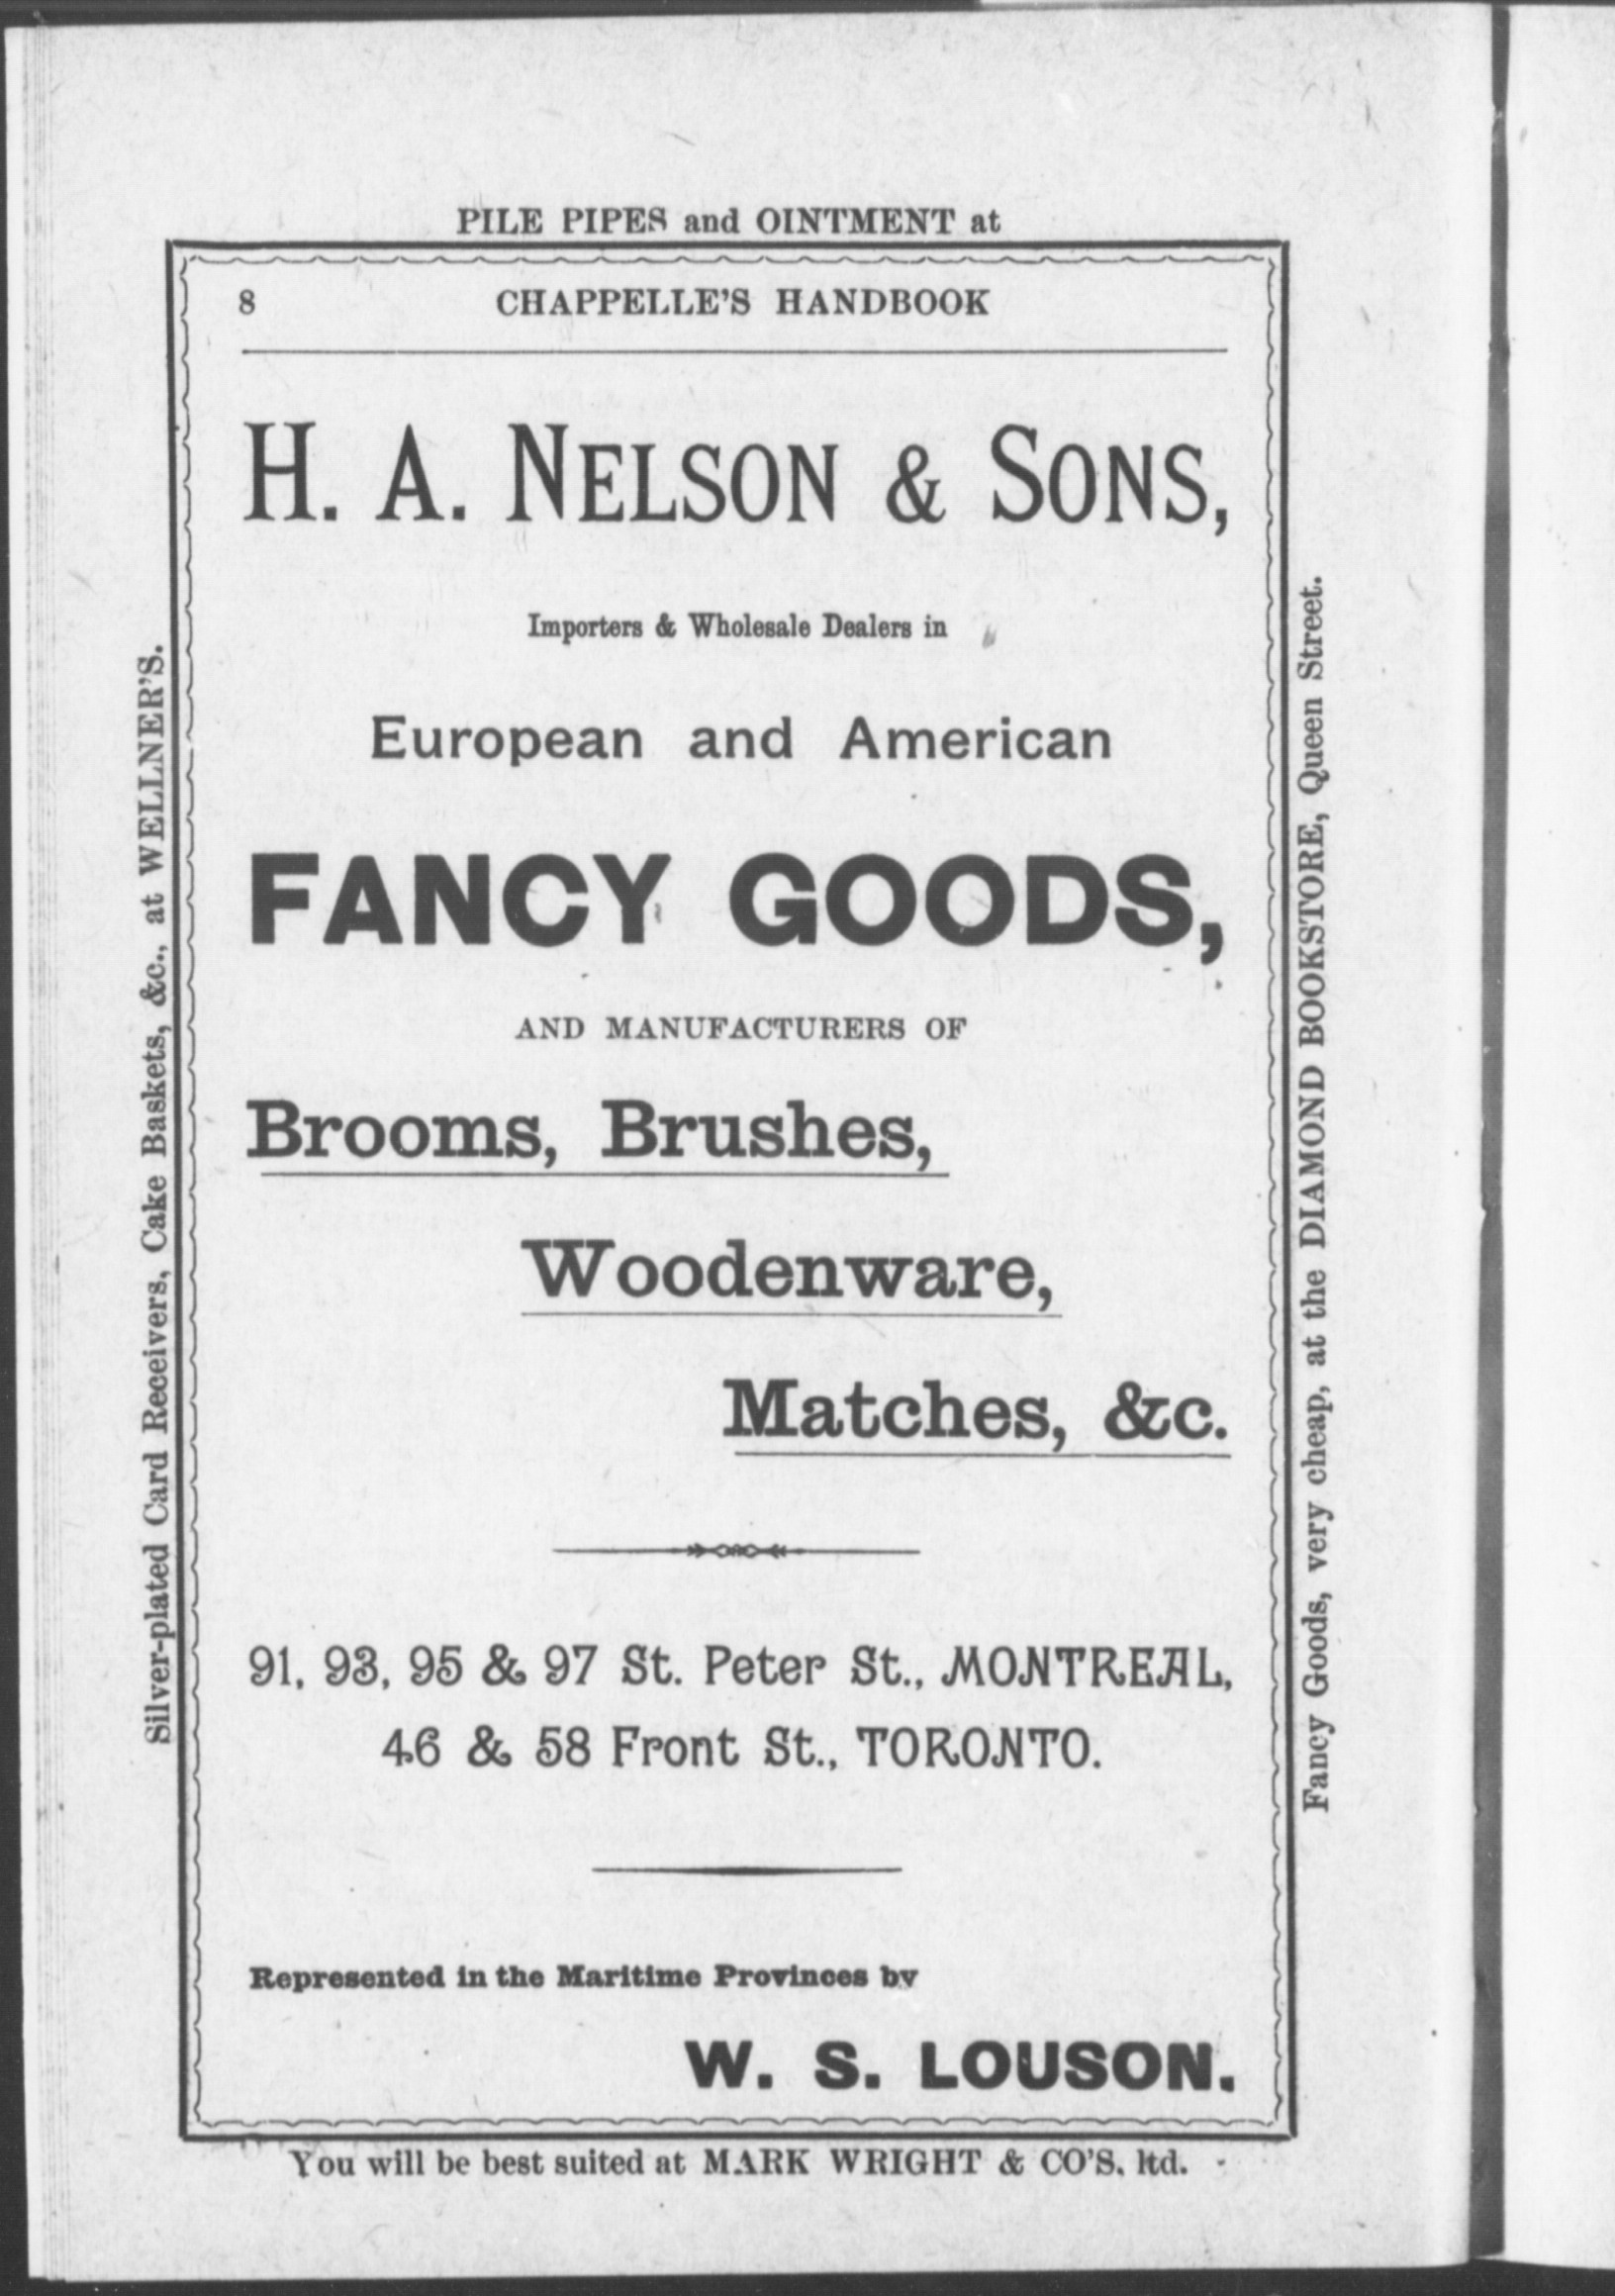 PILE PIPES and OINTMENT at
8 CHAPPELLE'S HANDBOOK
H. A. NELSON & SONS,
Importers & Wholesale Dealers in
European and American
FANCY GOODS,
AND MANUFACTURERS OF
Brooms, Brushes,
Woodenware,
Matches, &c.
91, 93, 95 & 97 St. Peter St., MONTREAL,
46 & 58 Front St., TORONTO.
Represented in the Maritime Provinces by
W. S. LOUSON.
You will be best suited at MARK WRIGHT & CO'S. ltd.
Silver-plated Card Receivers, Cake Baskets, &c., at WELLNER'S.
Fancy Goods, very cheap, at the DIAMOND BOOKSTORE, Queen Street.